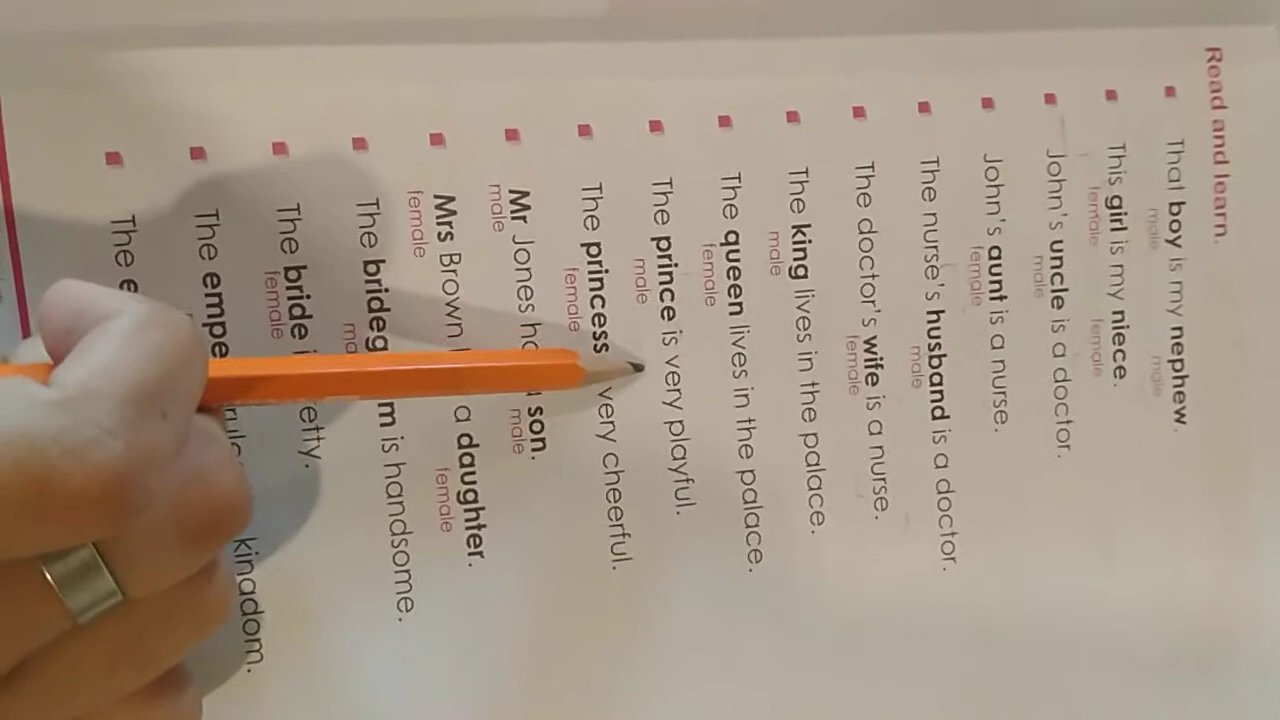 Read and learn.
That boy is my nephew.
male male
This girl is my niece.
female female
John's uncle is a doctor.
male
John's aunt is a nurse.
female
The nurse's husband is a doctor.
male
The doctor's wife is a nurse.
female
The king lives in the palace.
male
The queen lives in the palace.
female
The prince is very playful.
male
The princess very cheerful.
female
Mr Jones son.
male male
Mrs Brown a daughter.
female female
The is handsome.
The bride
female
The
kingdom.
The